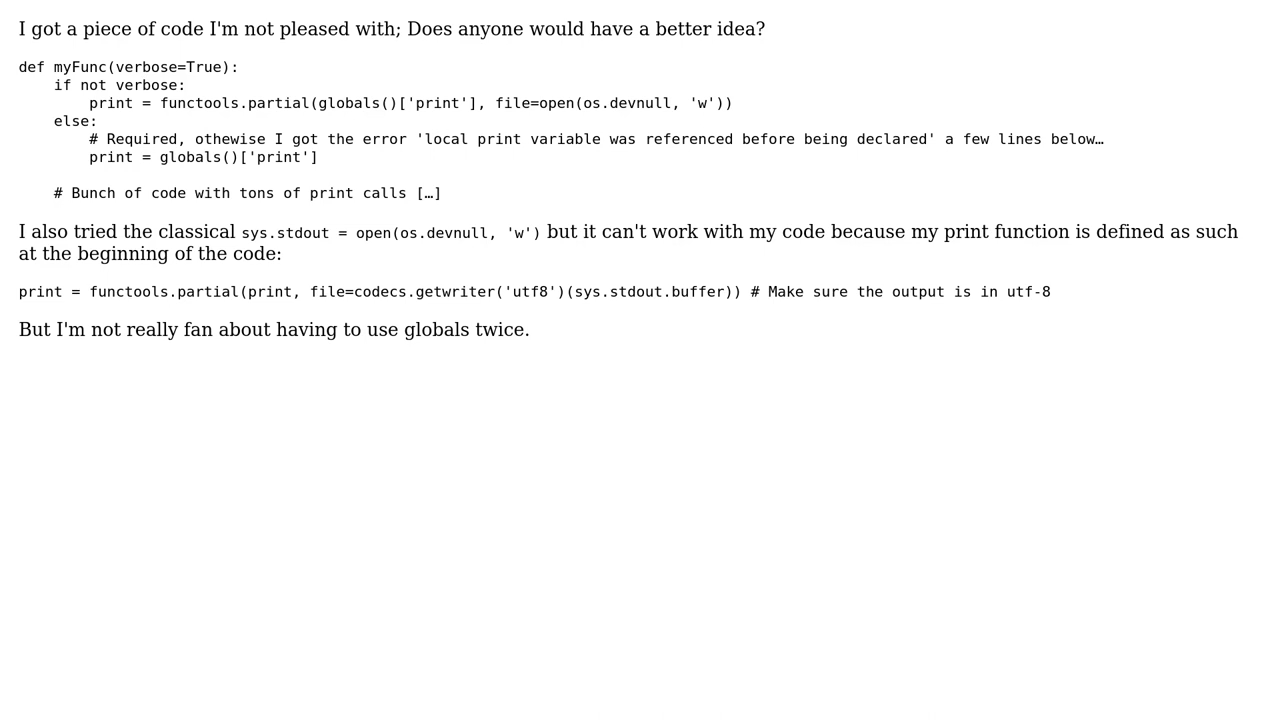 I got a piece of code I'm not pleased with; Does anyone would have a better idea?
def myFunc(verbose=True):
    if not verbose:
        print = functools.partial(globals()['print'], file=open(os.devnull, 'w'))
    else:
        # Required, othewise I got the error 'local print variable was referenced before being declared' a few lines below…
        print = globals()['print']
    # Bunch of code with tons of print calls […]
I also tried the classical sys.stdout = open(os.devnull, 'w') but it can't work with my code because my print function is defined as such
at the beginning of the code:
print = functools.partial(print, file=codecs.getwriter('utf8')(sys.stdout.buffer)) # Make sure the output is in utf-8
But I'm not really fan about having to use globals twice.